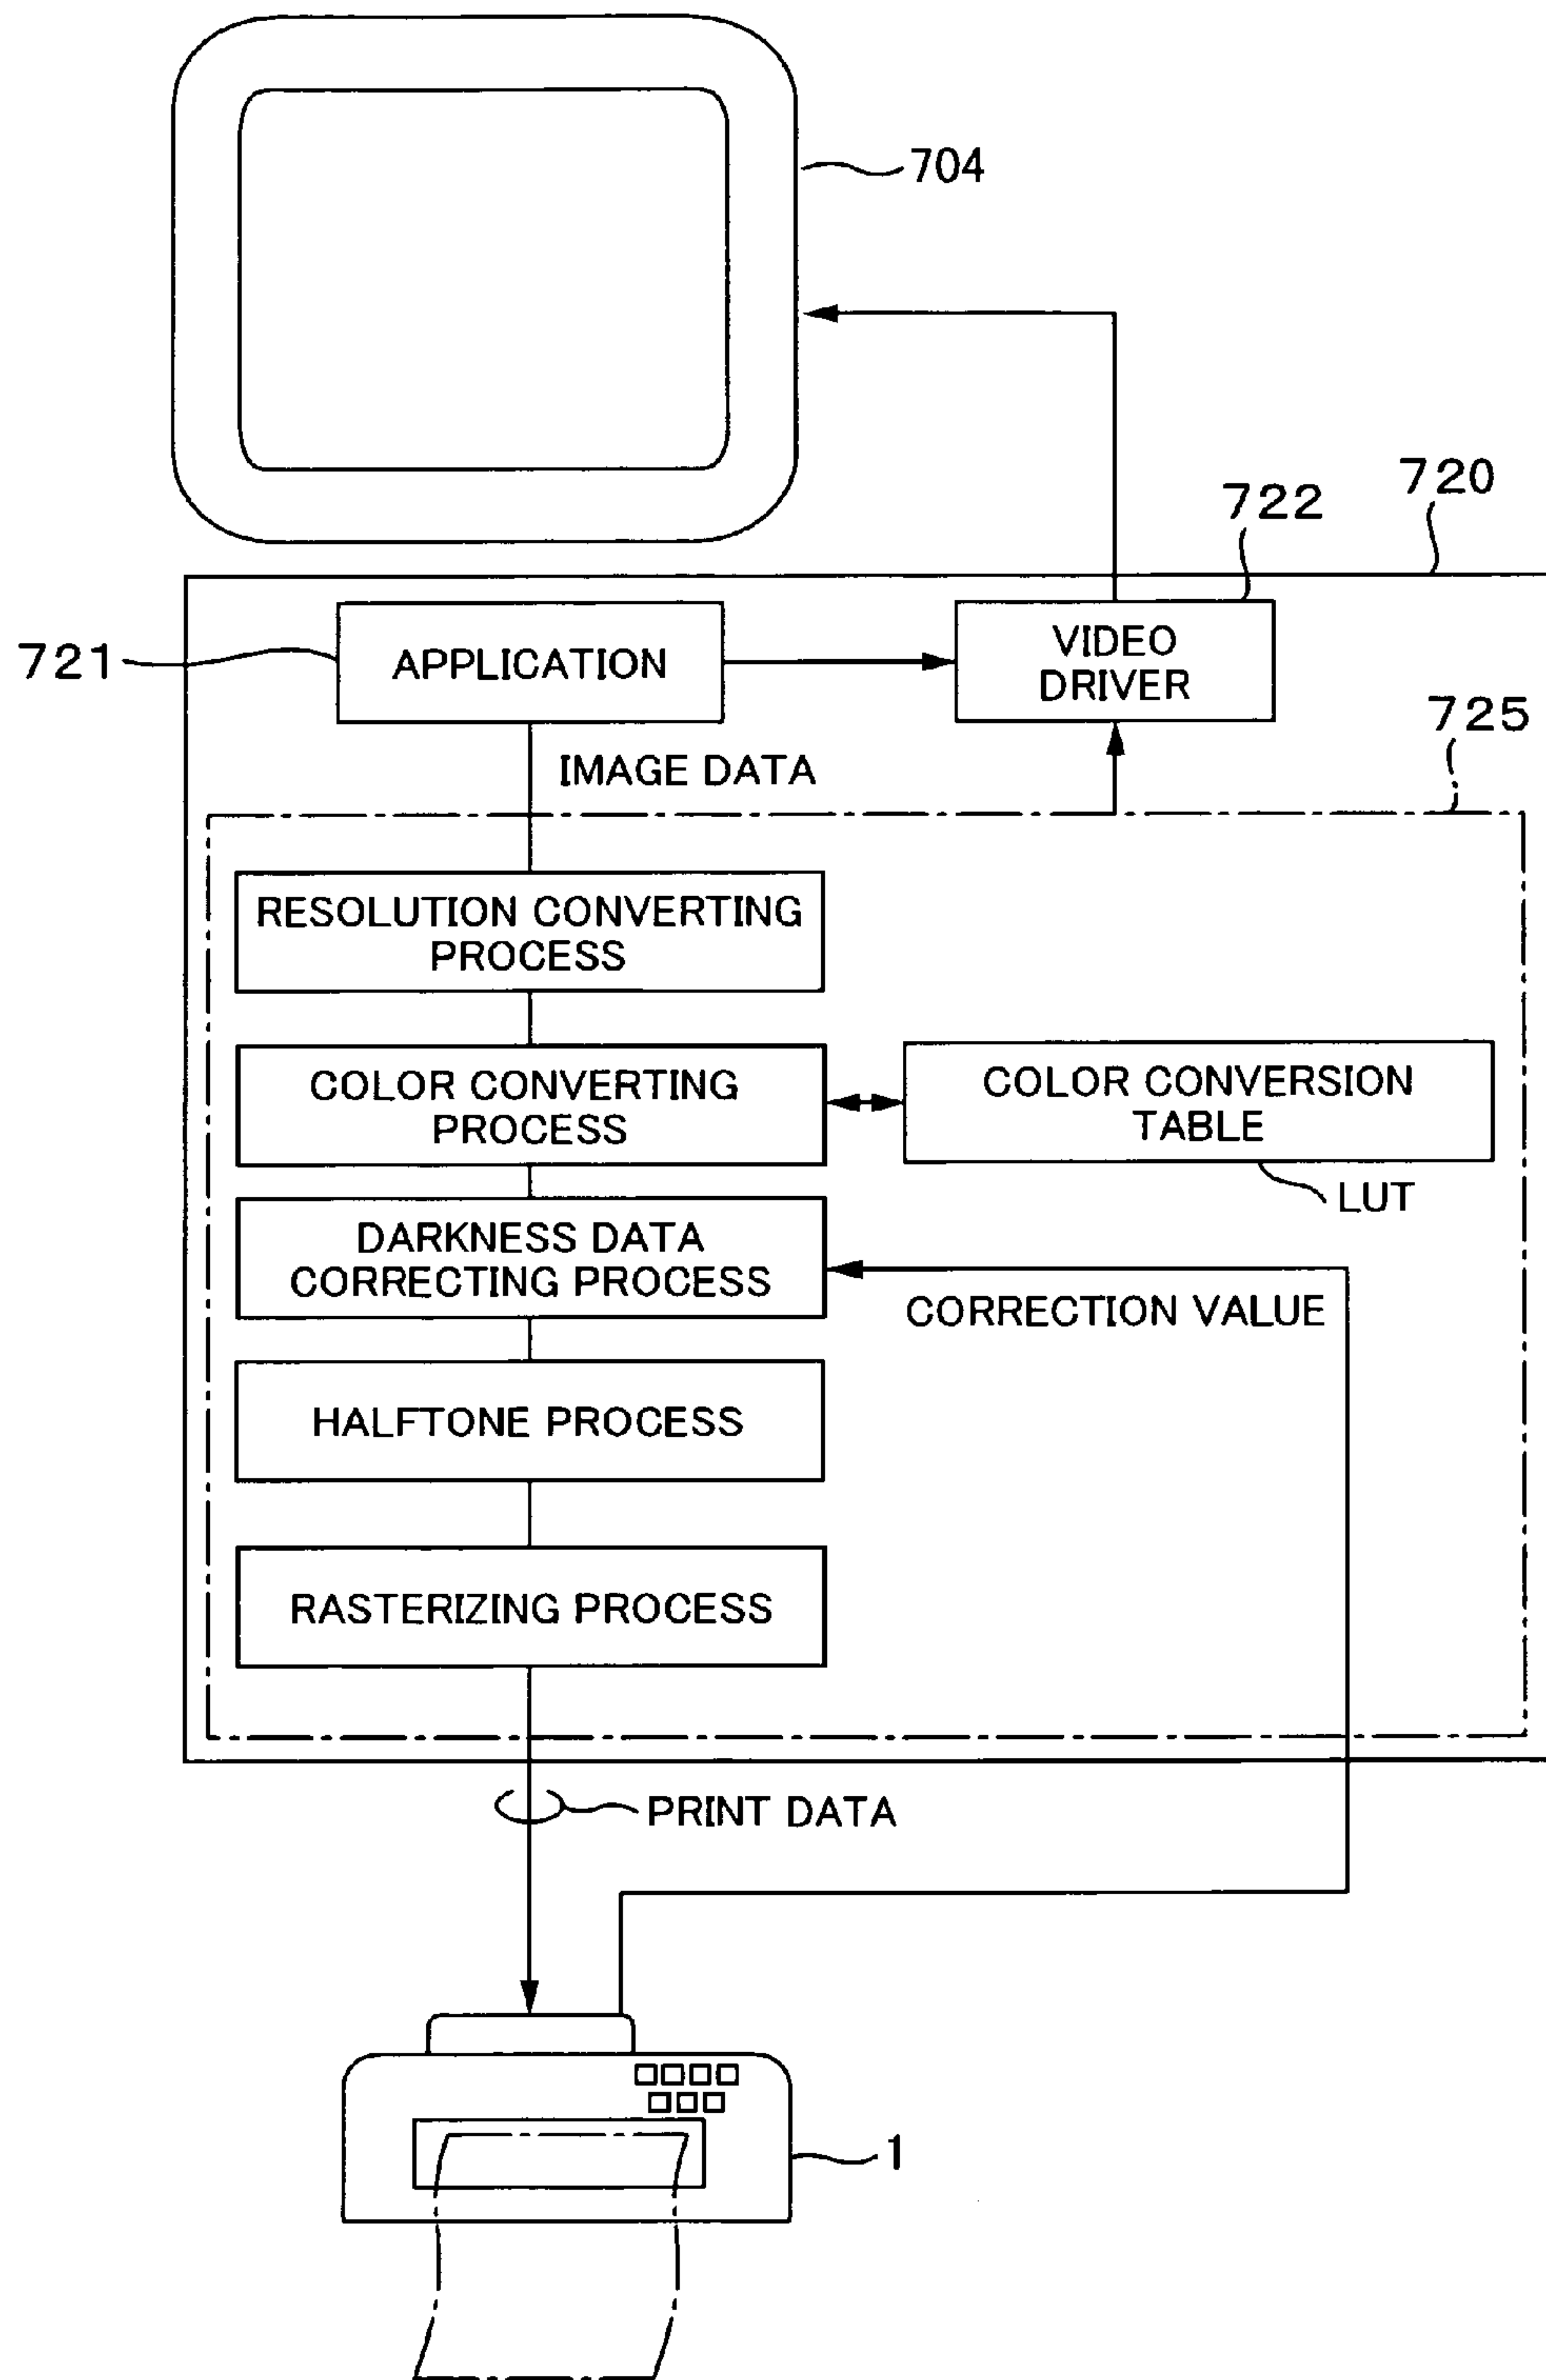 704
720
722
721
APPLICATION
VIDEO
DRIVER
725
IMAGE DATA
RESOLUTION CONVERTING
PROCESS
COLOR CONVERTING
PROCESS
COLOR CONVERSION
TABLE
LUT
DARKNESS DATA
CORRECTING PROCESS
CORRECTION VALUE
HALFTONE PROCESS
RASTERIZING PROCESS
PRINT DATA
1